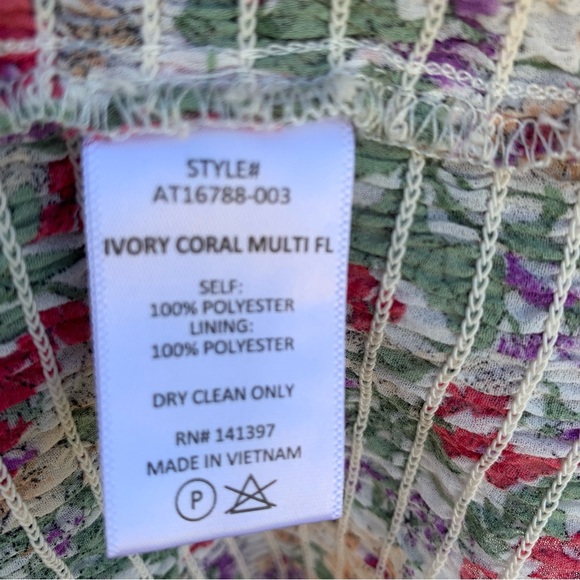 STYLE#
AT16788-003
IVORY CORAL MULTI FL
SELF:
100% POLYESTER
LINING:
100% POLYESTER
DRY CLEAN ONLY
RN# 141397
MADE IN VIETNAM
P